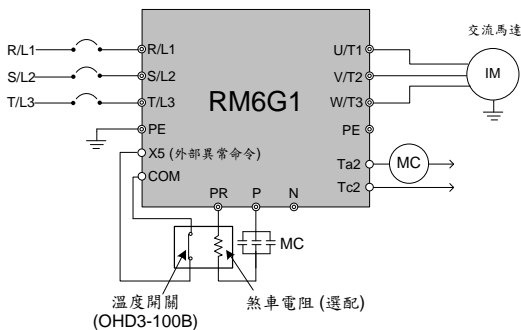 交流馬達
R/L1
R/L1
U/T1
S/L2
S/L2
V/T2
IM
T/L3
T/L3
RM6G1
W/T3
PE
PE
X5 (外部異常命令)
Ta2
MC
COM
Tc2
PR
P
N
MC
溫度開關
(OHD3-100B)
煞車電阻 (選配)